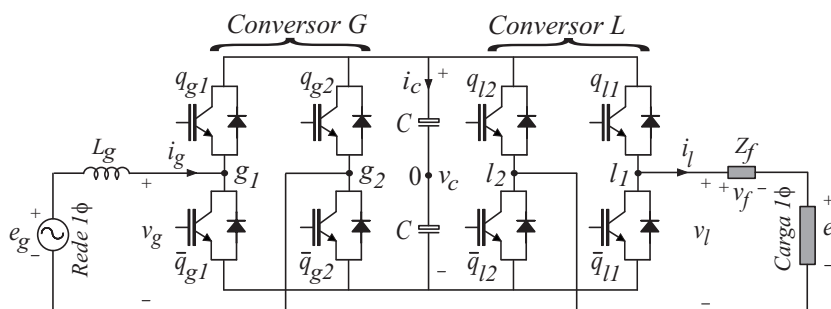 Conversor G Conversor L
q_g1 q_g2 i_c + q_l2 q_l1
C
L_g i_g g_1 g_2 0 v_c l_2 l_1 i_l Z_f
+ + + v_f -
e_g + - Rede 1ϕ v_g C v_l Carga 1ϕ + e -
q̅_g1 q̅_g2 - q̅_l2 q̅_l1
- -